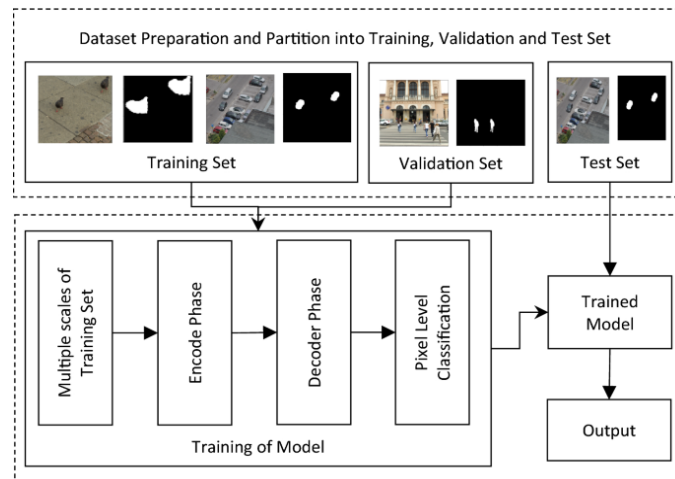 Dataset Preparation and Partition into Training, Validation and Test Set
Training Set
Validation Set
Test Set
Multiple scales of
Training Set
Encode Phase
Decoder Phase
Pixel Level
Classification
Training of Model
Trained
Model
Output